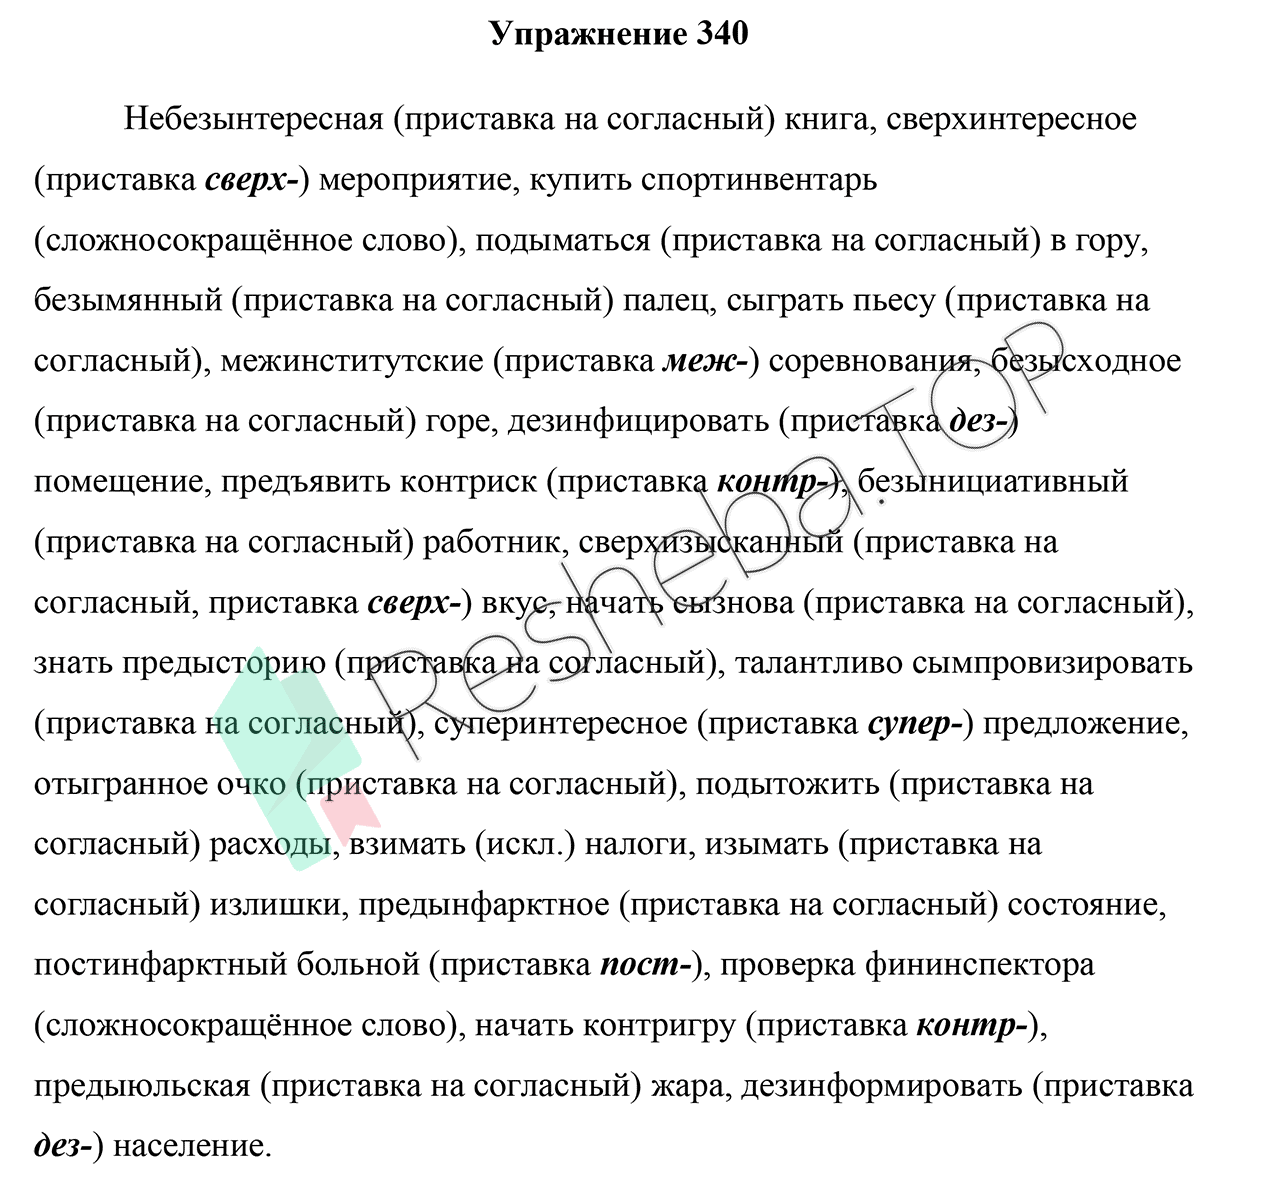 Упражнение 340
Небезынтересная (приставка на согласный) книга, сверхинтересное
(приставка сверх-) мероприятие, купить спортинвентарь
(сложносокращённое слово), подыматься (приставка на согласный) в гору,
безымянный (приставка на согласный) палец, сыграть пьесу (приставка на
согласный), межинститутские (приставка меж-) соревнования, безысходное
(приставка на согласный) горе, дезинфицировать (приставка дез-)
помещение, предъявить контриск (приставка контр-), безынициативный
(приставка на согласный) работник, сверхизысканный (приставка на
согласный, приставка сверх-) вкус, начать сызнова (приставка на согласный),
знать предысторию (приставка на согласный), талантливо сымпровизировать
(приставка на согласный), суперинтересное (приставка супер-) предложение,
отыгранное очко (приставка на согласный), подытожить (приставка на
согласный) расходы, взимать (искл.) налоги, изымать (приставка на
согласный) излишки, предынфарктное (приставка на согласный) состояние,
постинфарктный больной (приставка пост-), проверка фининспектора
(сложносокращённое слово), начать контригру (приставка контр-),
предыюльская (приставка на согласный) жара, дезинформировать (приставка
дез-) население.
Resheba.TOP